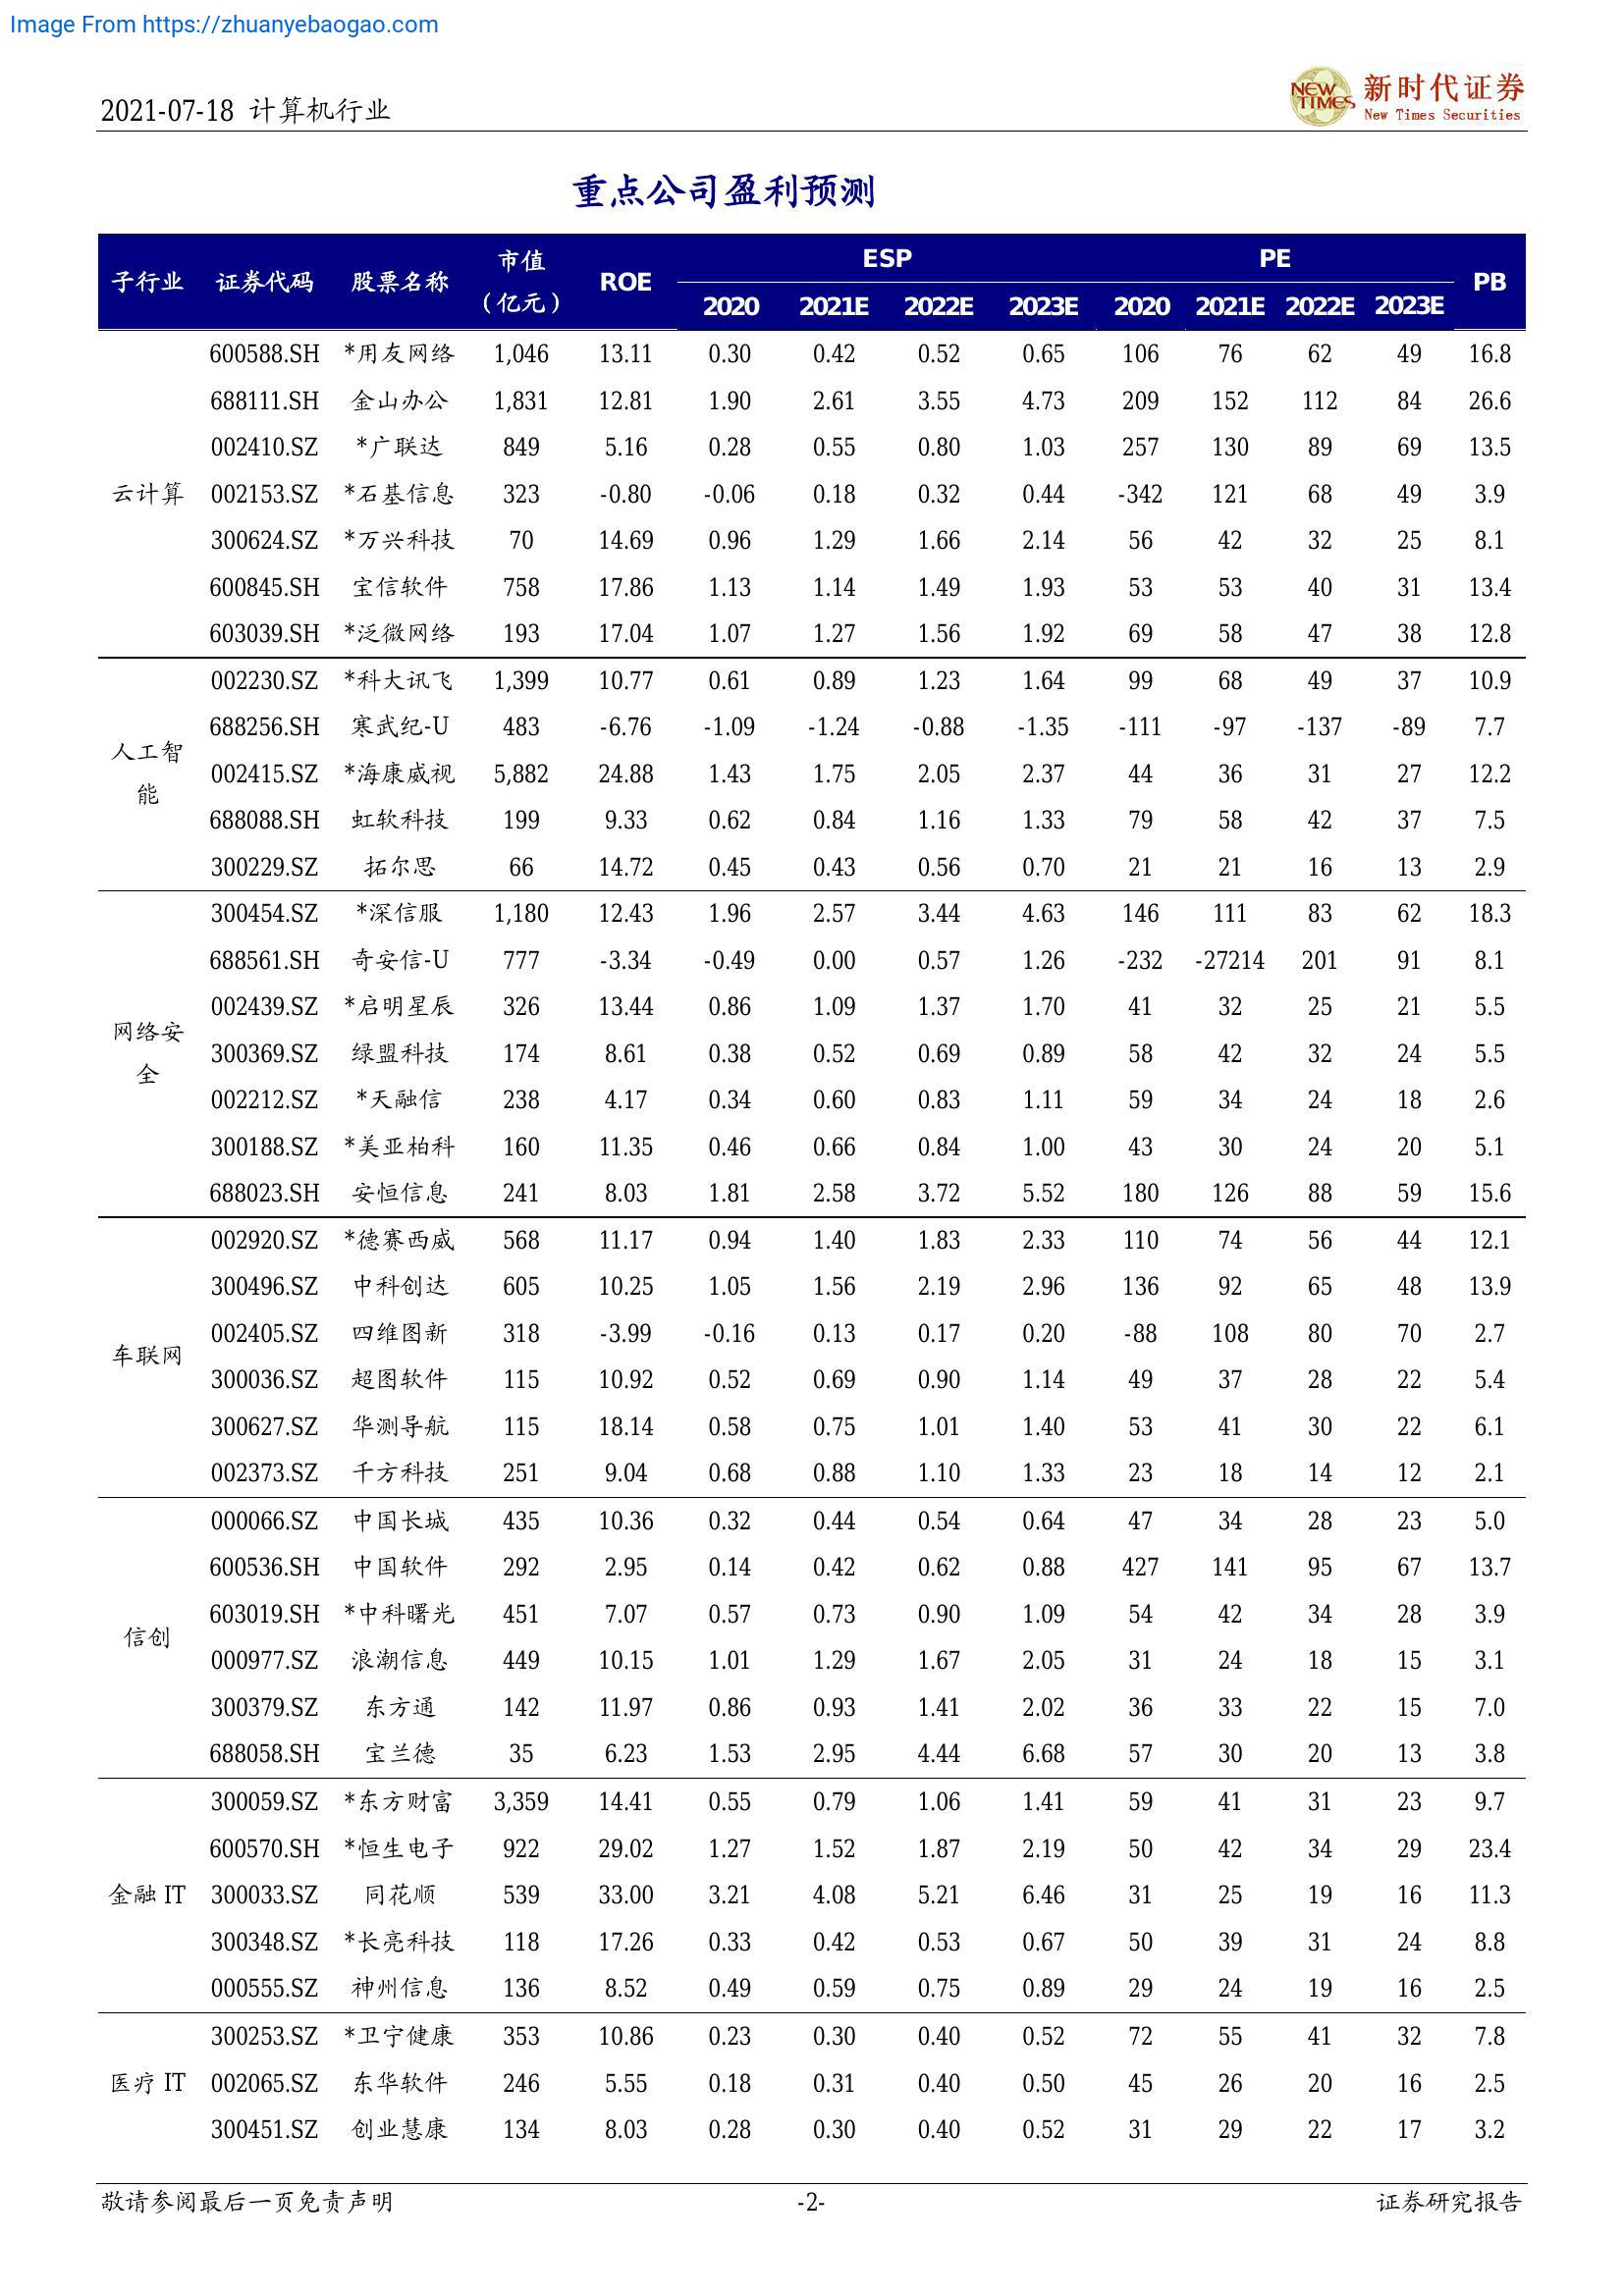 Image From https://zhuanyebaogao.com
2021-07-18 计算机行业
NEW TIMES 新时代证券
New Times Securities
重点公司盈利预测
子行业 证券代码 股票名称 市值（亿元） ROE ESP PE PB
2020 2021E 2022E 2023E 2020 2021E 2022E 2023E
云计算
600588.SH *用友网络 1,046 13.11 0.30 0.42 0.52 0.65 106 76 62 49 16.8
688111.SH 金山办公 1,831 12.81 1.90 2.61 3.55 4.73 209 152 112 84 26.6
002410.SZ *广联达 849 5.16 0.28 0.55 0.80 1.03 257 130 89 69 13.5
002153.SZ *石基信息 323 -0.80 -0.06 0.18 0.32 0.44 -342 121 68 49 3.9
300624.SZ *万兴科技 70 14.69 0.96 1.29 1.66 2.14 56 42 32 25 8.1
600845.SH 宝信软件 758 17.86 1.13 1.14 1.49 1.93 53 53 40 31 13.4
603039.SH *泛微网络 193 17.04 1.07 1.27 1.56 1.92 69 58 47 38 12.8
人工智能
002230.SZ *科大讯飞 1,399 10.77 0.61 0.89 1.23 1.64 99 68 49 37 10.9
688256.SH 寒武纪-U 483 -6.76 -1.09 -1.24 -0.88 -1.35 -111 -97 -137 -89 7.7
002415.SZ *海康威视 5,882 24.88 1.43 1.75 2.05 2.37 44 36 31 27 12.2
688088.SH 虹软科技 199 9.33 0.62 0.84 1.16 1.33 79 58 42 37 7.5
300229.SZ 拓尔思 66 14.72 0.45 0.43 0.56 0.70 21 21 16 13 2.9
网络安全
300454.SZ *深信服 1,180 12.43 1.96 2.57 3.44 4.63 146 111 83 62 18.3
688561.SH 奇安信-U 777 -3.34 -0.49 0.00 0.57 1.26 -232 -27214 201 91 8.1
002439.SZ *启明星辰 326 13.44 0.86 1.09 1.37 1.70 41 32 25 21 5.5
300369.SZ 绿盟科技 174 8.61 0.38 0.52 0.69 0.89 58 42 32 24 5.5
002212.SZ *天融信 238 4.17 0.34 0.60 0.83 1.11 59 34 24 18 2.6
300188.SZ *美亚柏科 160 11.35 0.46 0.66 0.84 1.00 43 30 24 20 5.1
688023.SH 安恒信息 241 8.03 1.81 2.58 3.72 5.52 180 126 88 59 15.6
车联网
002920.SZ *德赛西威 568 11.17 0.94 1.40 1.83 2.33 110 74 56 44 12.1
300496.SZ 中科创达 605 10.25 1.05 1.56 2.19 2.96 136 92 65 48 13.9
002405.SZ 四维图新 318 -3.99 -0.16 0.13 0.17 0.20 -88 108 80 70 2.7
300036.SZ 超图软件 115 10.92 0.52 0.69 0.90 1.14 49 37 28 22 5.4
300627.SZ 华测导航 115 18.14 0.58 0.75 1.01 1.40 53 41 30 22 6.1
002373.SZ 千方科技 251 9.04 0.68 0.88 1.10 1.33 23 18 14 12 2.1
信创
000066.SZ 中国长城 435 10.36 0.32 0.44 0.54 0.64 47 34 28 23 5.0
600536.SH 中国软件 292 2.95 0.14 0.42 0.62 0.88 427 141 95 67 13.7
603019.SH *中科曙光 451 7.07 0.57 0.73 0.90 1.09 54 42 34 28 3.9
000977.SZ 浪潮信息 449 10.15 1.01 1.29 1.67 2.05 31 24 18 15 3.1
300379.SZ 东方通 142 11.97 0.86 0.93 1.41 2.02 36 33 22 15 7.0
688058.SH 宝兰德 35 6.23 1.53 2.95 4.44 6.68 57 30 20 13 3.8
金融 IT
300059.SZ *东方财富 3,359 14.41 0.55 0.79 1.06 1.41 59 41 31 23 9.7
600570.SH *恒生电子 922 29.02 1.27 1.52 1.87 2.19 50 42 34 29 23.4
300033.SZ 同花顺 539 33.00 3.21 4.08 5.21 6.46 31 25 19 16 11.3
300348.SZ *长亮科技 118 17.26 0.33 0.42 0.53 0.67 50 39 31 24 8.8
000555.SZ 神州信息 136 8.52 0.49 0.59 0.75 0.89 29 24 19 16 2.5
医疗 IT
300253.SZ *卫宁健康 353 10.86 0.23 0.30 0.40 0.52 72 55 41 32 7.8
002065.SZ 东华软件 246 5.55 0.18 0.31 0.40 0.50 45 26 20 16 2.5
300451.SZ 创业慧康 134 8.03 0.28 0.30 0.40 0.52 31 29 22 17 3.2
敬请参阅最后一页免责声明 -2- 证券研究报告